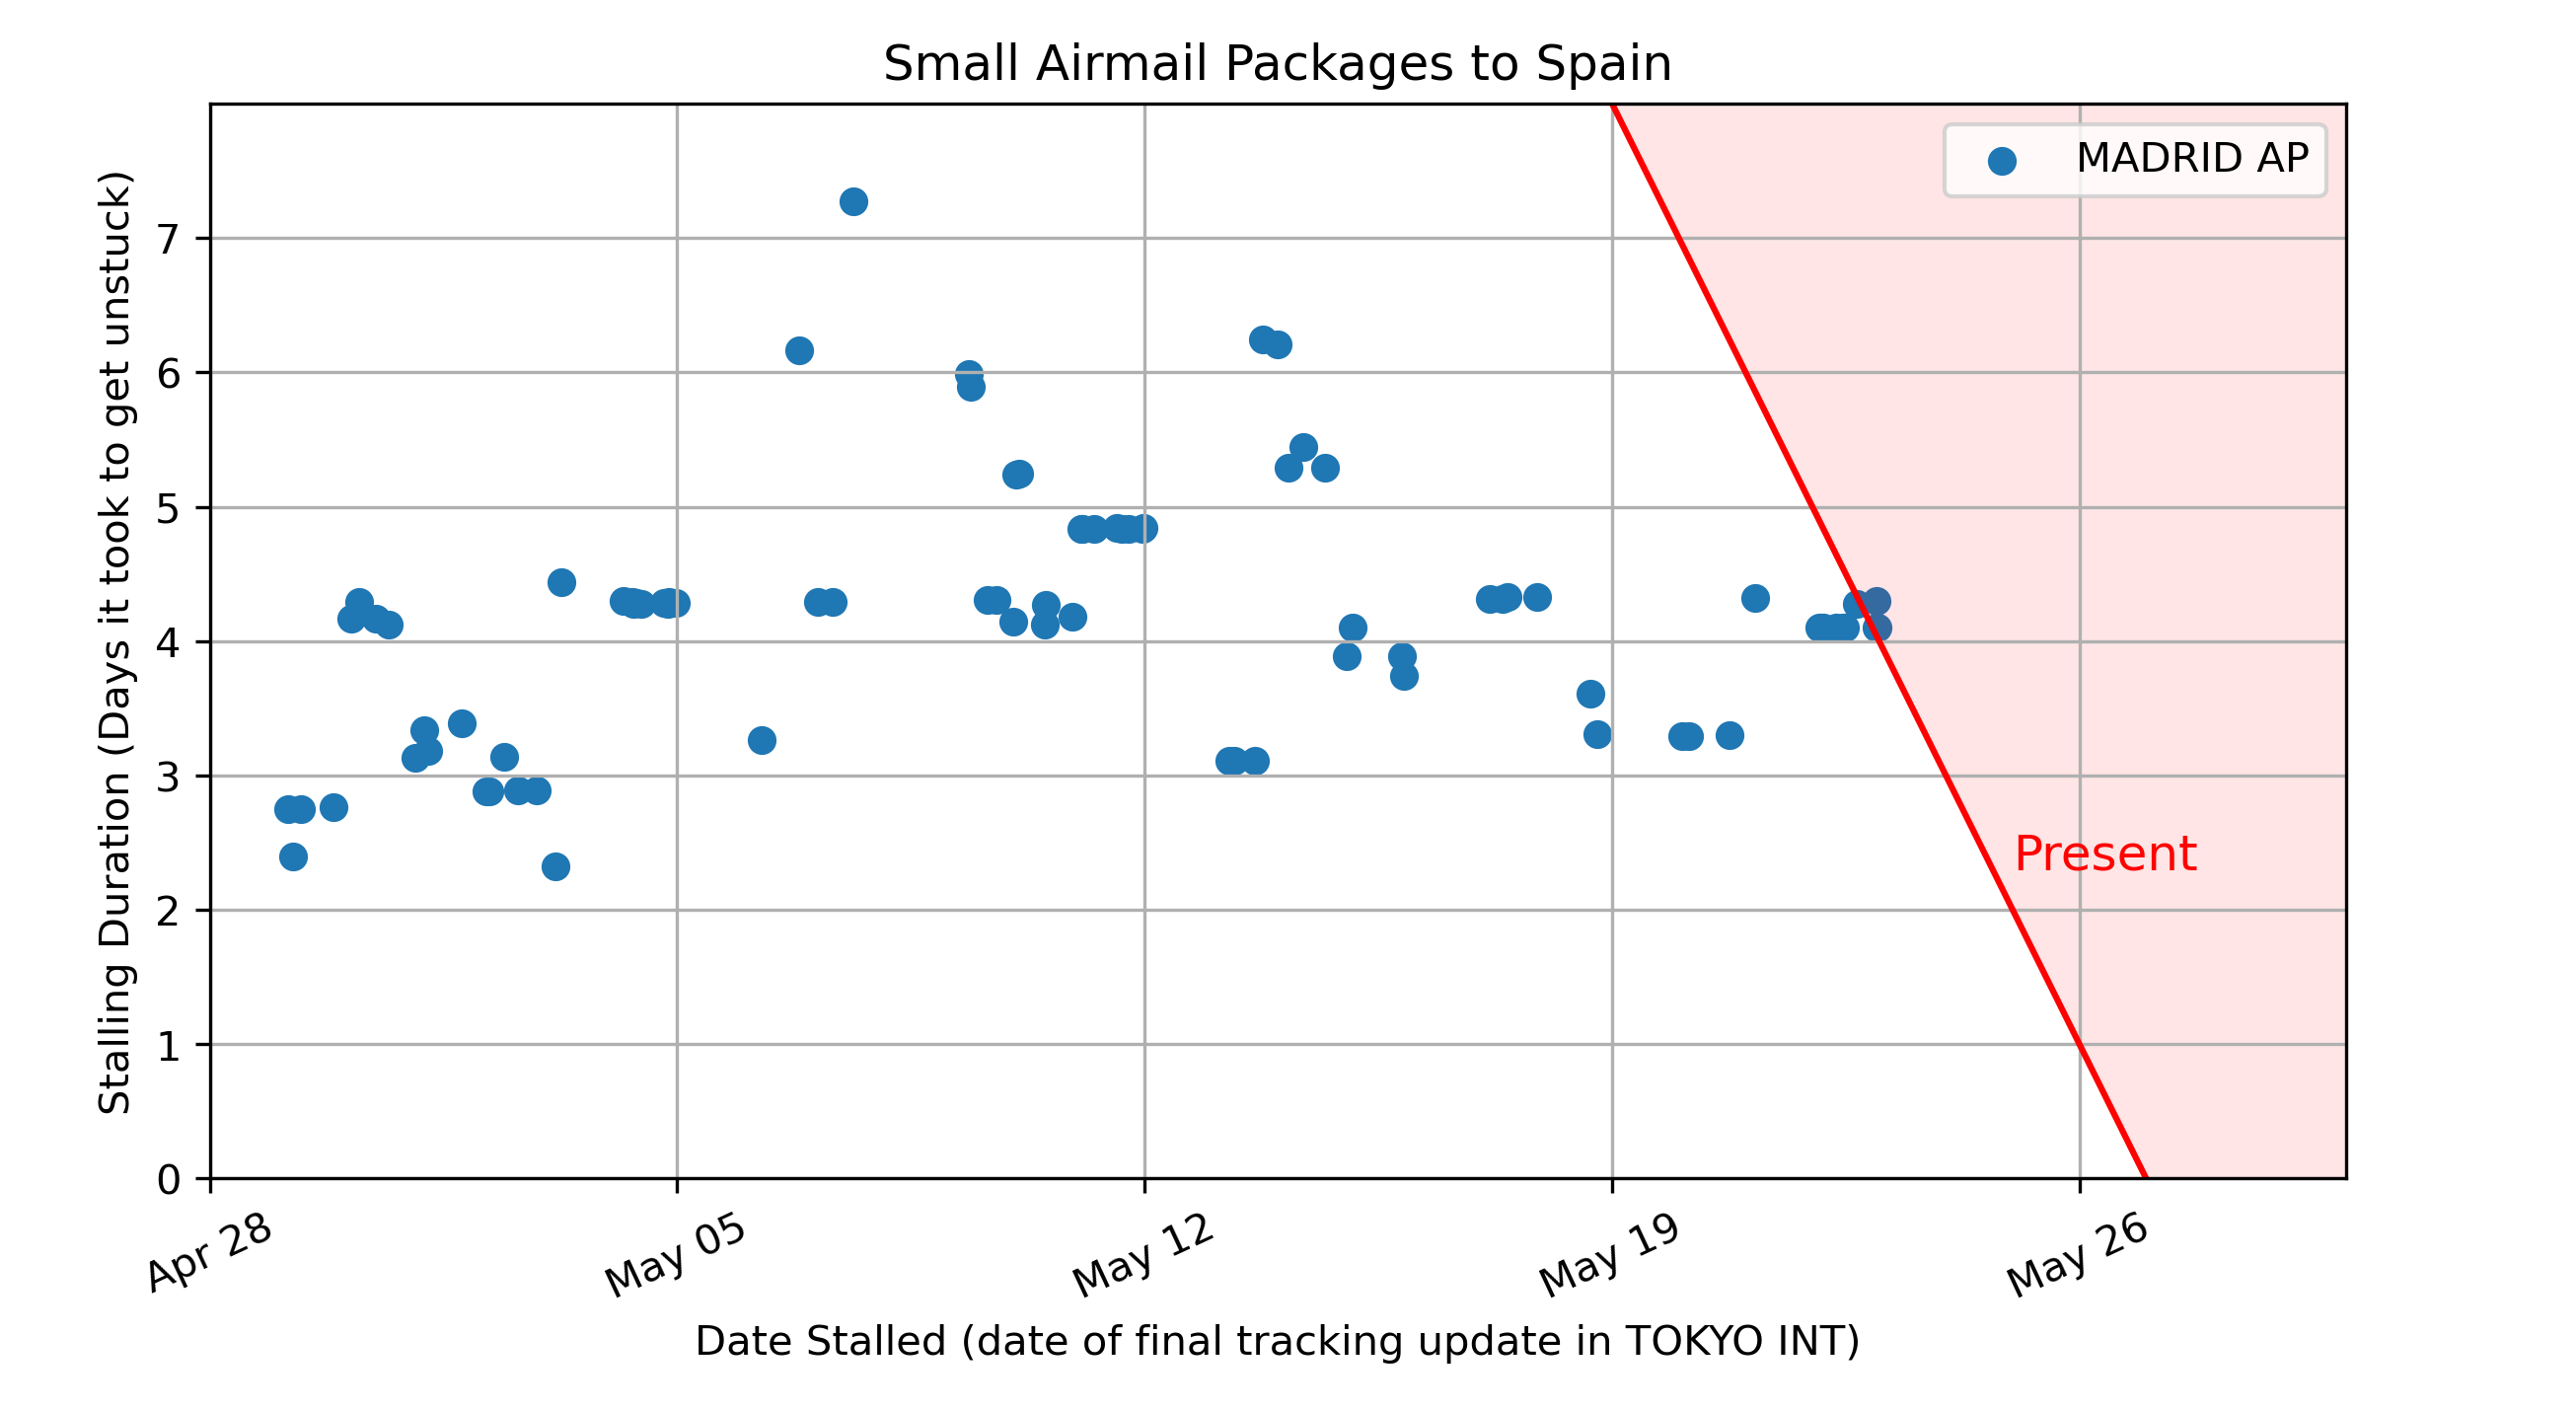 Small Airmail Packages to Spain
Stalling Duration (Days it took to get unstuck)
7
6
5
4
3
2
1
0
MADRID AP
Present
Apr 28
May 05
May 12
May 19
May 26
Date Stalled (date of final tracking update in TOKYO INT)